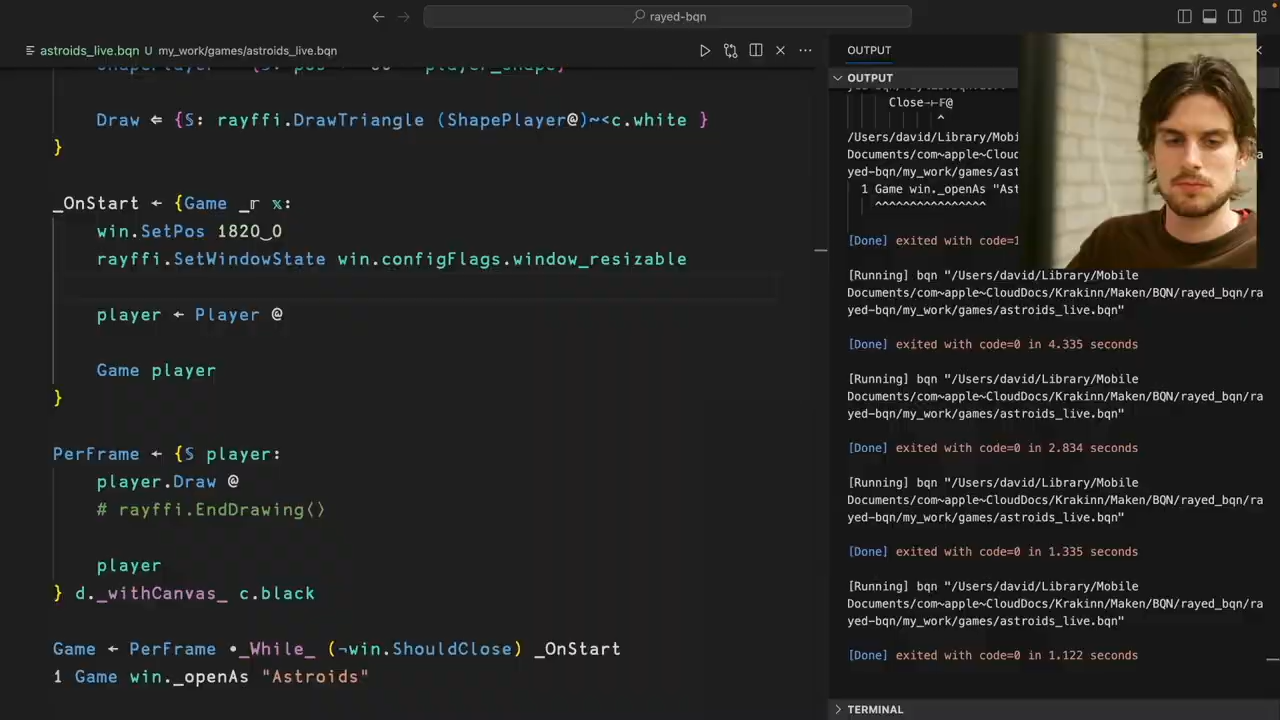 rayed-bqn
astroids_live.bqn U my_work/games/astroids_live.bqn
Draw ⇐ {𝕊: rayffi.DrawTriangle (ShapePlayer@)~<c.white }
}
_OnStart ← {Game _𝕣 𝕩:
win.SetPos 1820‿0
rayffi.SetWindowState win.configFlags.window_resizable
player ← Player @
Game player
}
PerFrame ← {𝕊 player:
player.Draw @
# rayffi.EndDrawing⟨⟩
player
} d._withCanvas_ c.black
Game ← PerFrame •_While_ (¬win.ShouldClose) _OnStart
1 Game win._openAs "Astroids"
OUTPUT
OUTPUT
Close⊸⊢𝔽@
^
/Users/david/Library/Mobi
Documents/com~apple~CloudD
yed-bqn/my_work/games/ast
1 Game win._openAs "Ast
^^^^^^^^^^^^^^^^
[Done] exited with code=1
[Running] bqn "/Users/david/Library/Mobile
Documents/com~apple~CloudDocs/Krakinn/Maken/BQN/rayed_bqn/ra
yed-bqn/my_work/games/astroids_live.bqn"
[Done] exited with code=0 in 4.335 seconds
[Running] bqn "/Users/david/Library/Mobile
Documents/com~apple~CloudDocs/Krakinn/Maken/BQN/rayed_bqn/ra
yed-bqn/my_work/games/astroids_live.bqn"
[Done] exited with code=0 in 2.834 seconds
[Running] bqn "/Users/david/Library/Mobile
Documents/com~apple~CloudDocs/Krakinn/Maken/BQN/rayed_bqn/ra
yed-bqn/my_work/games/astroids_live.bqn"
[Done] exited with code=0 in 1.335 seconds
[Running] bqn "/Users/david/Library/Mobile
Documents/com~apple~CloudDocs/Krakinn/Maken/BQN/rayed_bqn/ra
yed-bqn/my_work/games/astroids_live.bqn"
[Done] exited with code=0 in 1.122 seconds
TERMINAL